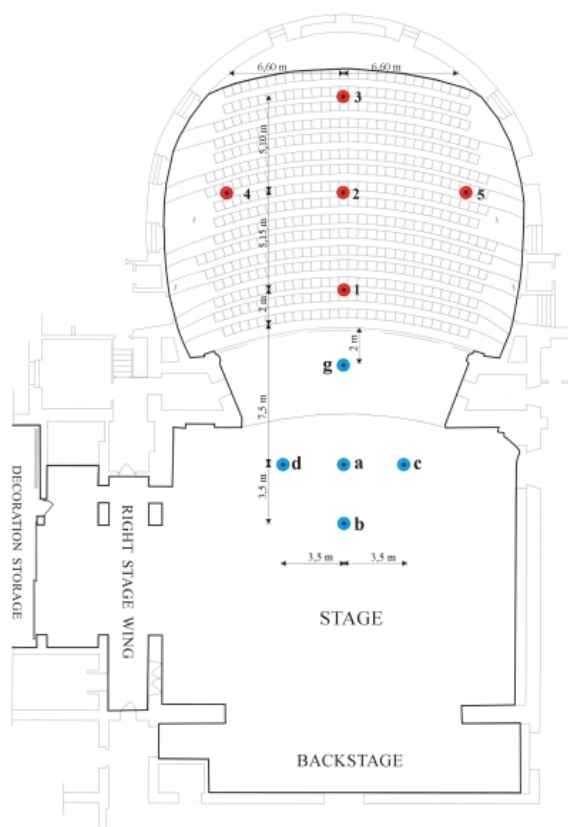 6,60 m 6,60 m
3
5,10 m
4 2 5
5,15 m
1
2 m
2 m
g
7,5 m
d a c
3,5 m
b
3,5 m 3,5 m
DECORATION STORAGE
RIGHT STAGE WING
STAGE
BACKSTAGE